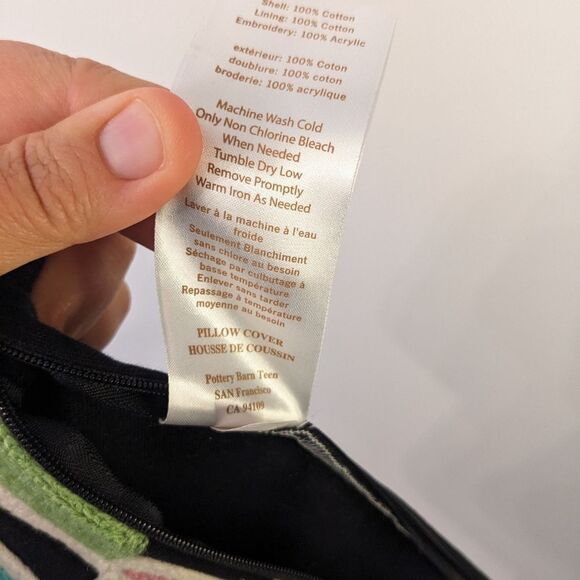 Shell: 100% Cotton
Lining: 100% Cotton
Embroidery: 100% Acrylic
extérieur: 100% Coton
doublure: 100% coton
broderie: 100% acrylique
Machine Wash Cold
Only Non Chlorine Bleach
When Needed
Tumble Dry Low
Remove Promptly
Warm Iron As Needed
Laver à la machine à l'eau
froide
Seulement Blanchiment
sans chlore au besoin
Séchage par culbutage à
basse température
Enlever sans tarder
Repassage à température
moyenne au besoin
PILLOW COVER
HOUSSE DE COUSSIN
Pottery Barn Teen
SAN Francisco
CA 94109